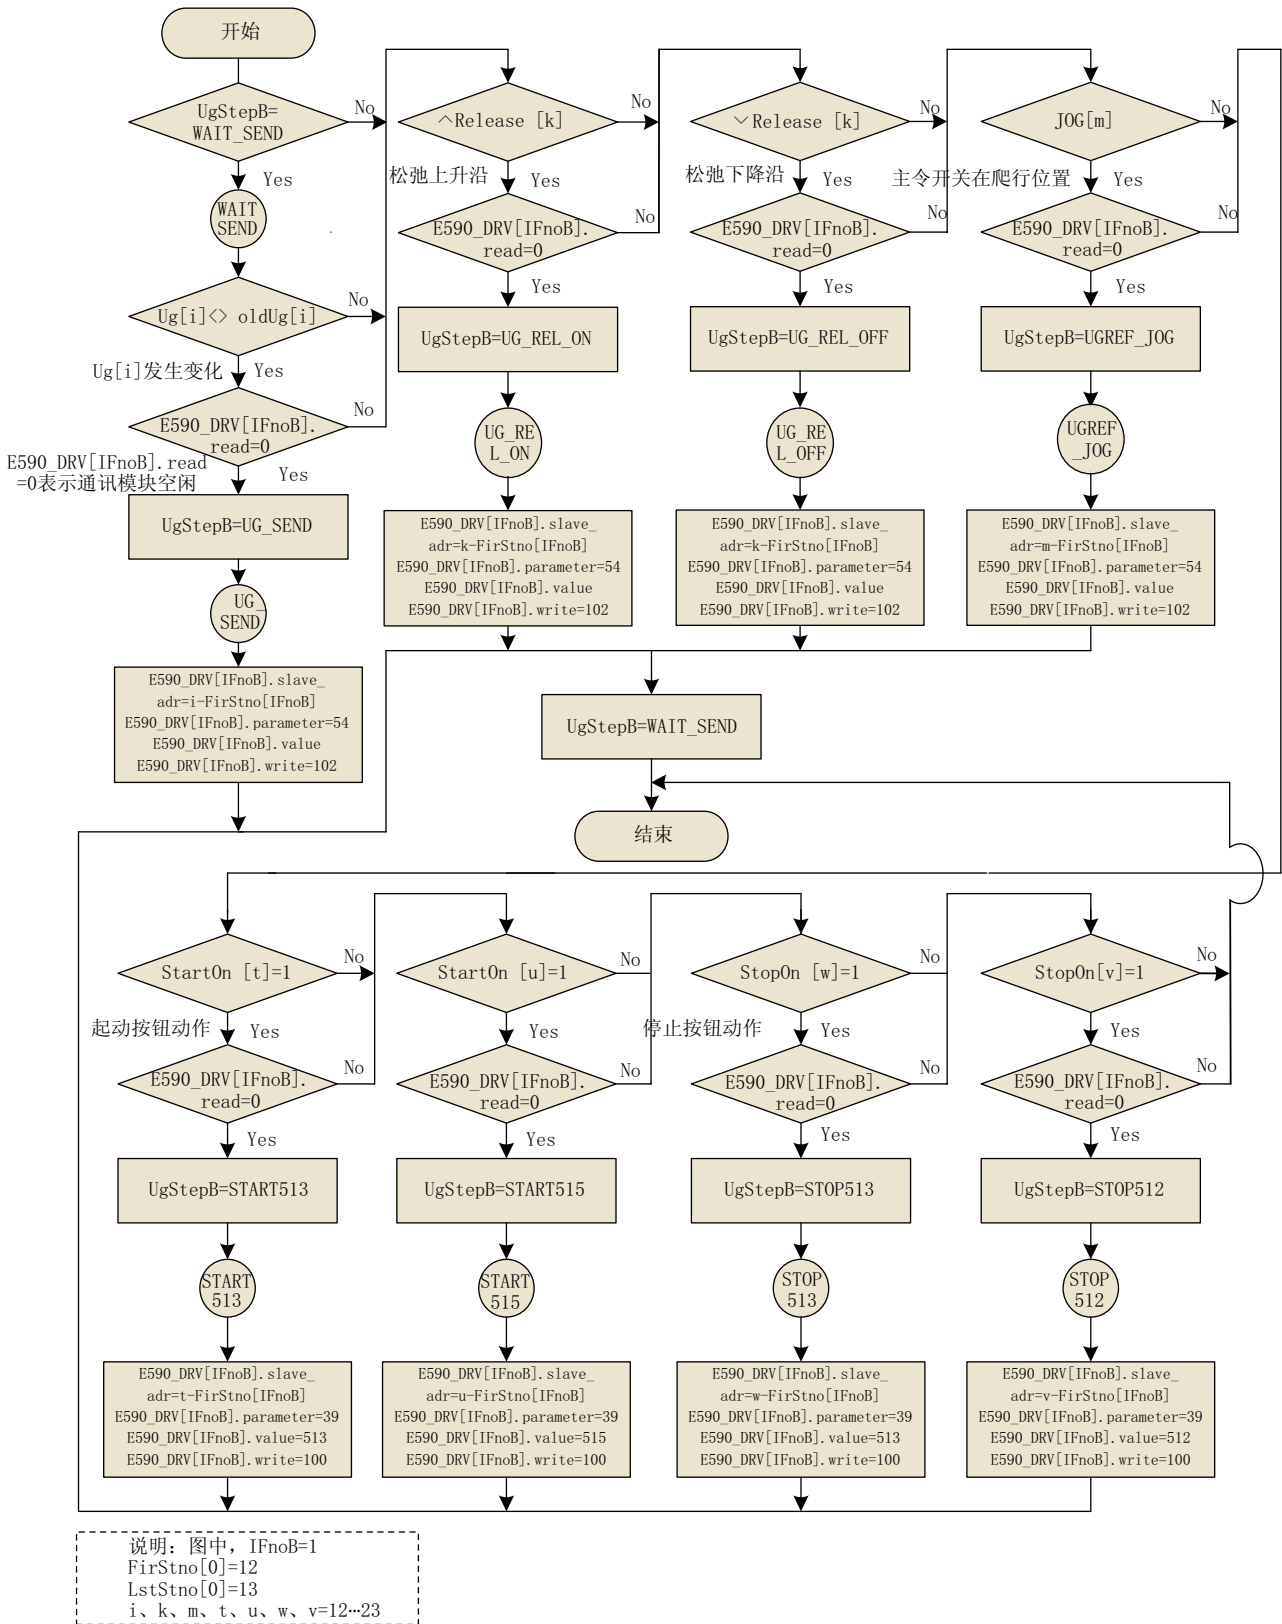 开始
UgStepB=
WAIT_SEND
No
Yes
WAIT
SEND
Ug[i]<> oldUg[i]
No
Ug[i]发生变化
Yes
E590_DRV[IFnoB].
read=0
No
E590_DRV[IFnoB].read
=0表示通讯模块空闲
Yes
UgStepB=UG_SEND
UG_
SEND
E590_DRV[IFnoB].slave_
adr=i-FirStno[IFnoB]
E590_DRV[IFnoB].parameter=54
E590_DRV[IFnoB].value
E590_DRV[IFnoB].write=102
^Release [k]
No
松弛上升沿
Yes
E590_DRV[IFnoB].
read=0
No
Yes
UgStepB=UG_REL_ON
UG_RE
L_ON
E590_DRV[IFnoB].slave_
adr=k-FirStno[IFnoB]
E590_DRV[IFnoB].parameter=54
E590_DRV[IFnoB].value
E590_DRV[IFnoB].write=102
﹀Release [k]
No
松弛下降沿
Yes
E590_DRV[IFnoB].
read=0
No
Yes
UgStepB=UG_REL_OFF
UG_RE
L_OFF
E590_DRV[IFnoB].slave_
adr=k-FirStno[IFnoB]
E590_DRV[IFnoB].parameter=54
E590_DRV[IFnoB].value
E590_DRV[IFnoB].write=102
JOG[m]
No
主令开关在爬行位置
Yes
E590_DRV[IFnoB].
read=0
No
Yes
UgStepB=UGREF_JOG
UGREF
_JOG
E590_DRV[IFnoB].slave_
adr=m-FirStno[IFnoB]
E590_DRV[IFnoB].parameter=54
E590_DRV[IFnoB].value
E590_DRV[IFnoB].write=102
UgStepB=WAIT_SEND
结束
StartOn [t]=1
No
起动按钮动作
Yes
E590_DRV[IFnoB].
read=0
No
Yes
UgStepB=START513
START
513
E590_DRV[IFnoB].slave_
adr=t-FirStno[IFnoB]
E590_DRV[IFnoB].parameter=39
E590_DRV[IFnoB].value=513
E590_DRV[IFnoB].write=100
StartOn [u]=1
No
Yes
E590_DRV[IFnoB].
read=0
No
Yes
UgStepB=START515
START
515
E590_DRV[IFnoB].slave_
adr=u-FirStno[IFnoB]
E590_DRV[IFnoB].parameter=39
E590_DRV[IFnoB].value=515
E590_DRV[IFnoB].write=100
StopOn [w]=1
No
停止按钮动作
Yes
E590_DRV[IFnoB].
read=0
No
Yes
UgStepB=STOP513
STOP
513
E590_DRV[IFnoB].slave_
adr=w-FirStno[IFnoB]
E590_DRV[IFnoB].parameter=39
E590_DRV[IFnoB].value=513
E590_DRV[IFnoB].write=100
StopOn[v]=1
No
Yes
E590_DRV[IFnoB].
read=0
No
Yes
UgStepB=STOP512
STOP
512
E590_DRV[IFnoB].slave_
adr=v-FirStno[IFnoB]
E590_DRV[IFnoB].parameter=39
E590_DRV[IFnoB].value=512
E590_DRV[IFnoB].write=100
说明：图中，IFnoB=1
FirStno[0]=12
LstStno[0]=13
i、k、m、t、u、w、v=12…23